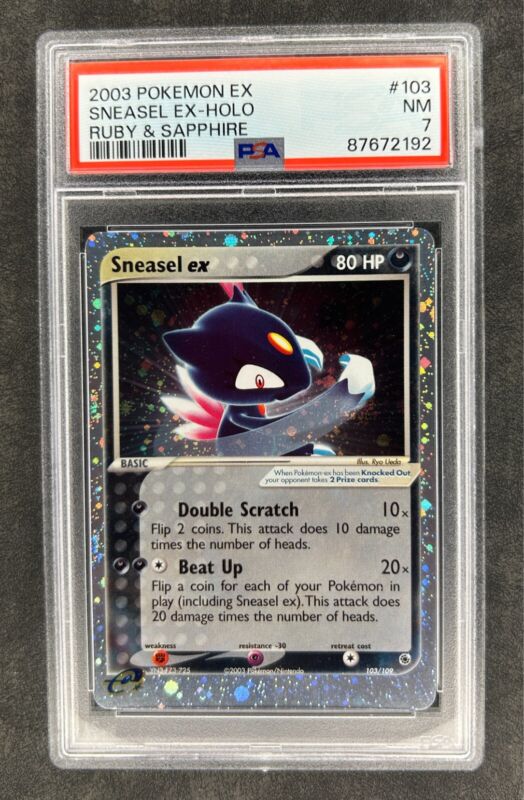 2003 POKEMON EX #103
SNEASEL EX-HOLO NM
RUBY & SAPPHIRE 7
PSA 87672192
Sneasel ex 80 HP
BASIC Illus. Ryo Ueda
When Pokémon-ex has been Knocked Out,
your opponent takes 2 Prize cards.
Double Scratch 10x
Flip 2 coins. This attack does 10 damage
times the number of heads.
Beat Up 20x
Flip a coin for each of your Pokémon in
play (including Sneasel ex). This attack does
20 damage times the number of heads.
weakness resistance -30 retreat cost
©2003 Pokémon/Nintendo 103/109